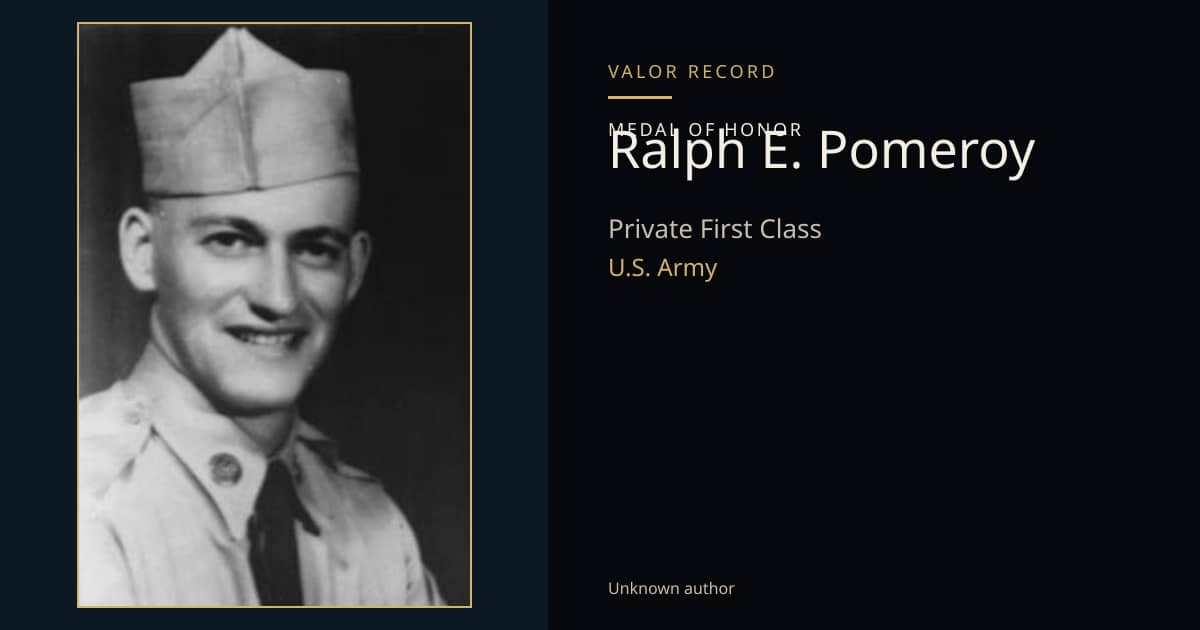 VALOR RECORD
MEDAL OF HONOR
Ralph E. Pomeroy
Private First Class
U.S. Army
Unknown author